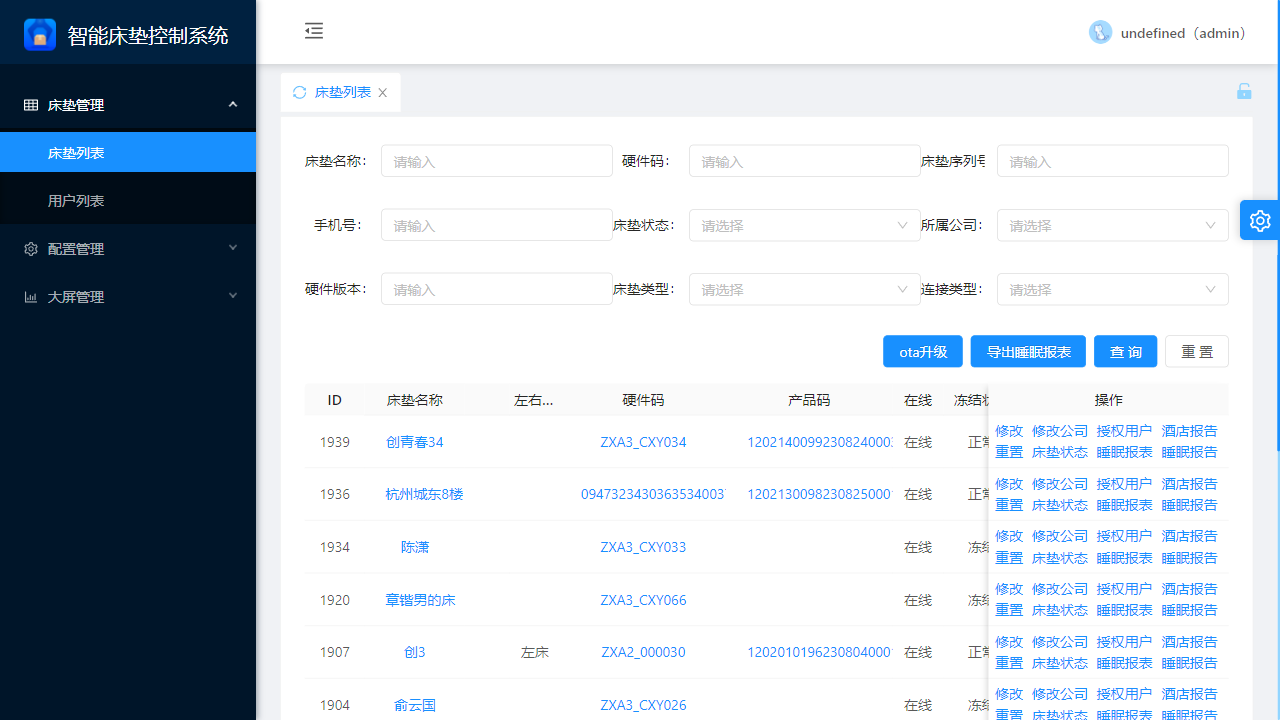 智能床垫控制系统
undefined（admin）
床垫管理
床垫列表
用户列表
配置管理
大屏管理
床垫列表
床垫名称： 请输入 硬件码： 请输入 床垫序列号 请输入
手机号： 请输入 床垫状态： 请选择 所属公司： 请选择
硬件版本： 请输入 床垫类型： 请选择 连接类型： 请选择
ota升级 导出睡眠报表 查 询 重 置
ID 床垫名称 左右... 硬件码 产品码 在线 冻结 操作
1939 创青春34 ZXA3_CXY034 120214009923082400 在线 正常 修改 修改公司 授权用户 酒店报告
重置 床垫状态 睡眠报表 睡眠报告
1936 杭州城东8楼 0947323430363534003 120213009823082500 在线 正常 修改 修改公司 授权用户 酒店报告
重置 床垫状态 睡眠报表 睡眠报告
1934 陈潇 ZXA3_CXY033 在线 冻结 修改 修改公司 授权用户 酒店报告
重置 床垫状态 睡眠报表 睡眠报告
1920 章锴男的床 ZXA3_CXY066 在线 冻结 修改 修改公司 授权用户 酒店报告
重置 床垫状态 睡眠报表 睡眠报告
1907 创3 左床 ZXA2_000030 120201019623080400 在线 正常 修改 修改公司 授权用户 酒店报告
重置 床垫状态 睡眠报表 睡眠报告
1904 俞云国 ZXA3_CXY026 在线 冻结 修改 修改公司 授权用户 酒店报告
重置 床垫状态 睡眠报表 睡眠报告